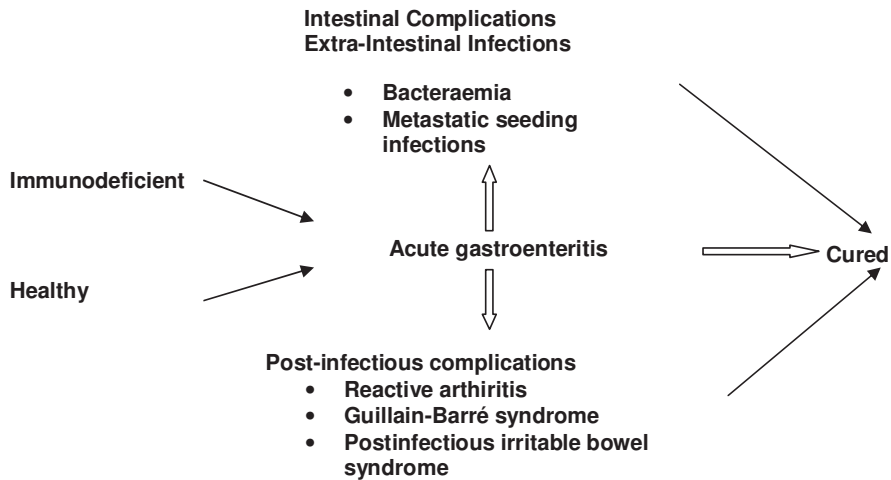 Intestinal Complications
Extra-Intestinal Infections
• Bacteraemia
• Metastatic seeding
infections
Immunodeficient
Acute gastroenteritis
Cured
Healthy
Post-infectious complications
• Reactive arthiritis
• Guillain-Barré syndrome
• Postinfectious irritable bowel
syndrome